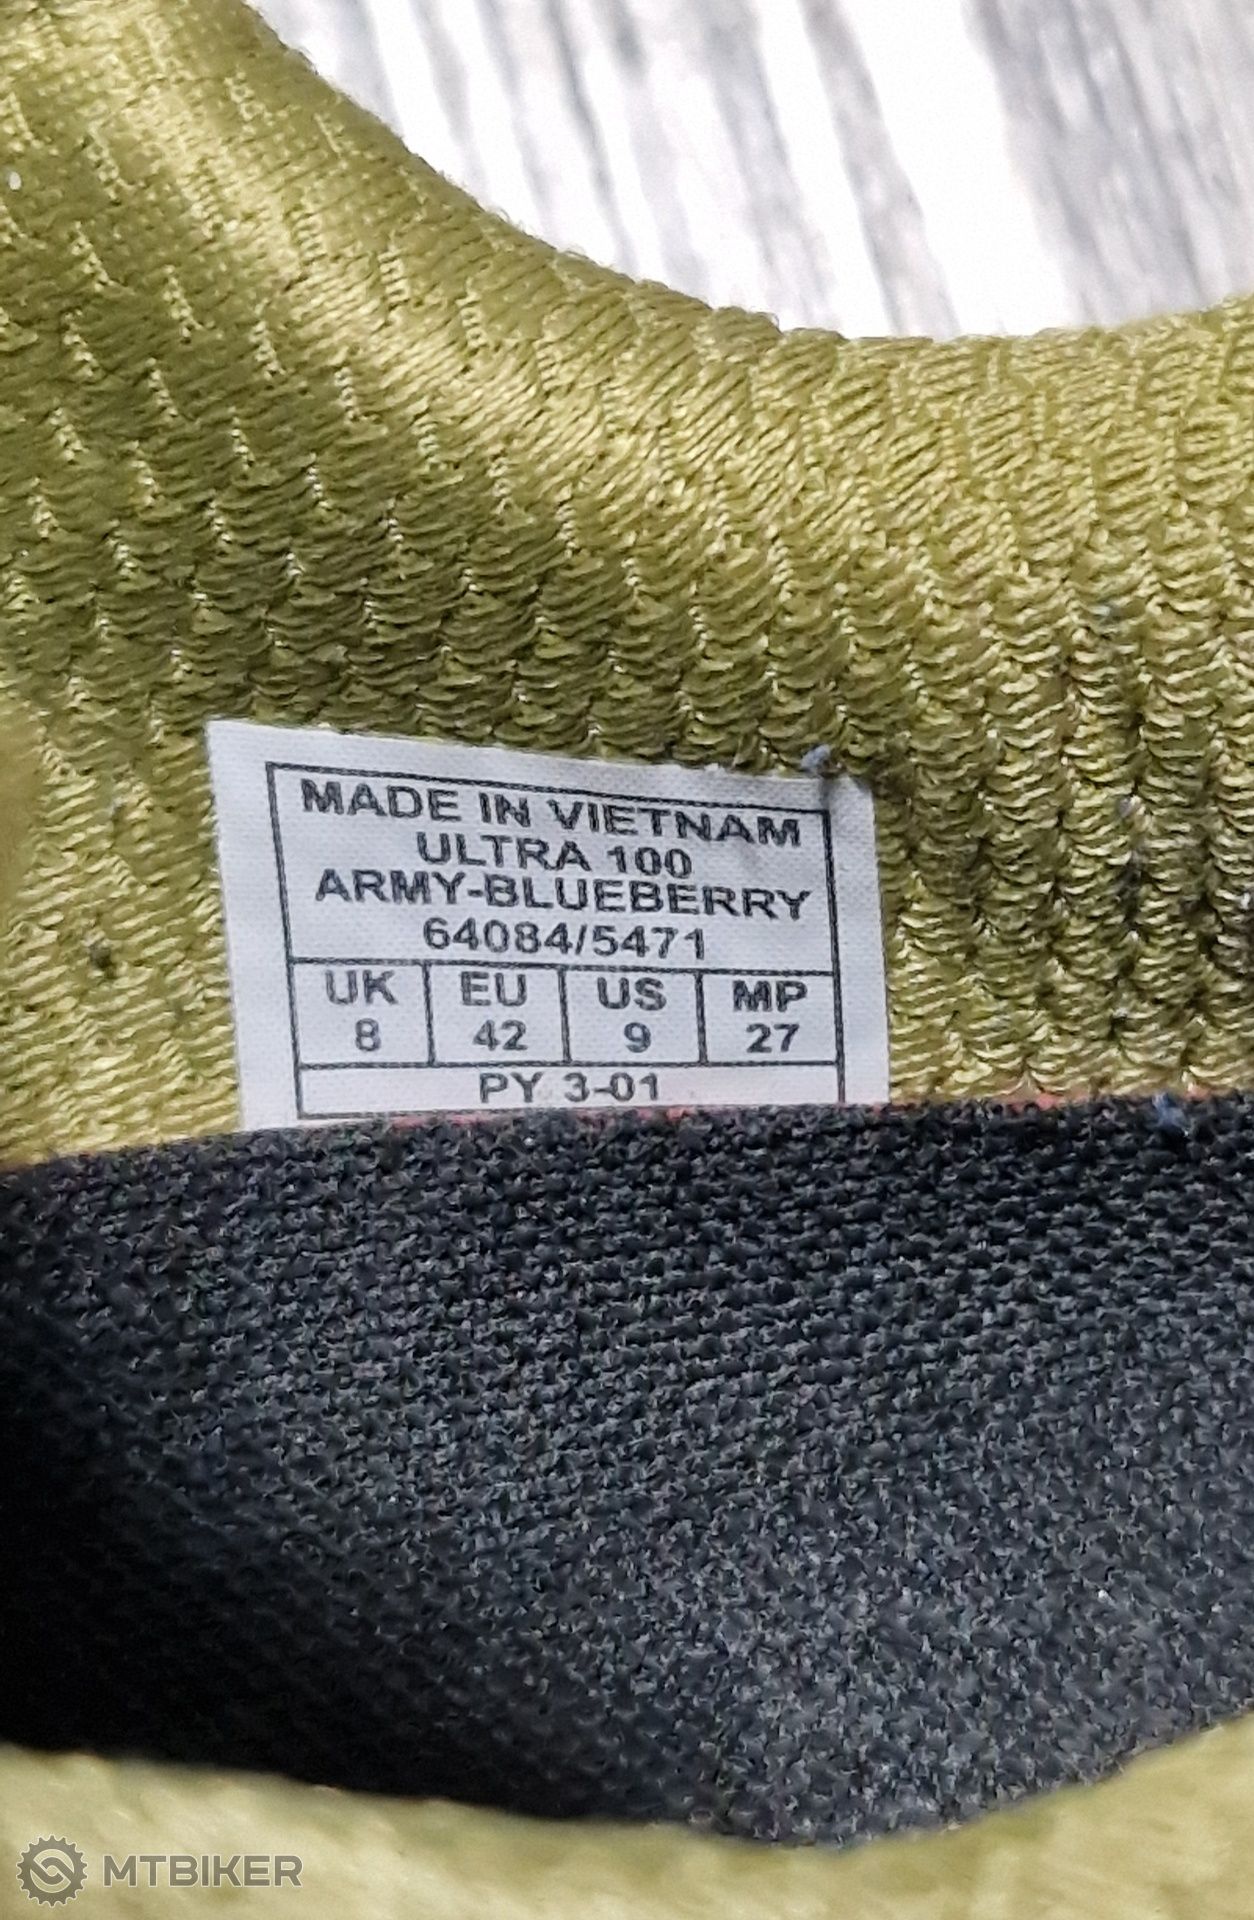 MADE IN VIETNAM
ULTRA 100
ARMY-BLUEBERRY
64084/5471
UK EU US MP
8 42 9 27
PY 3-01
MTBIKER